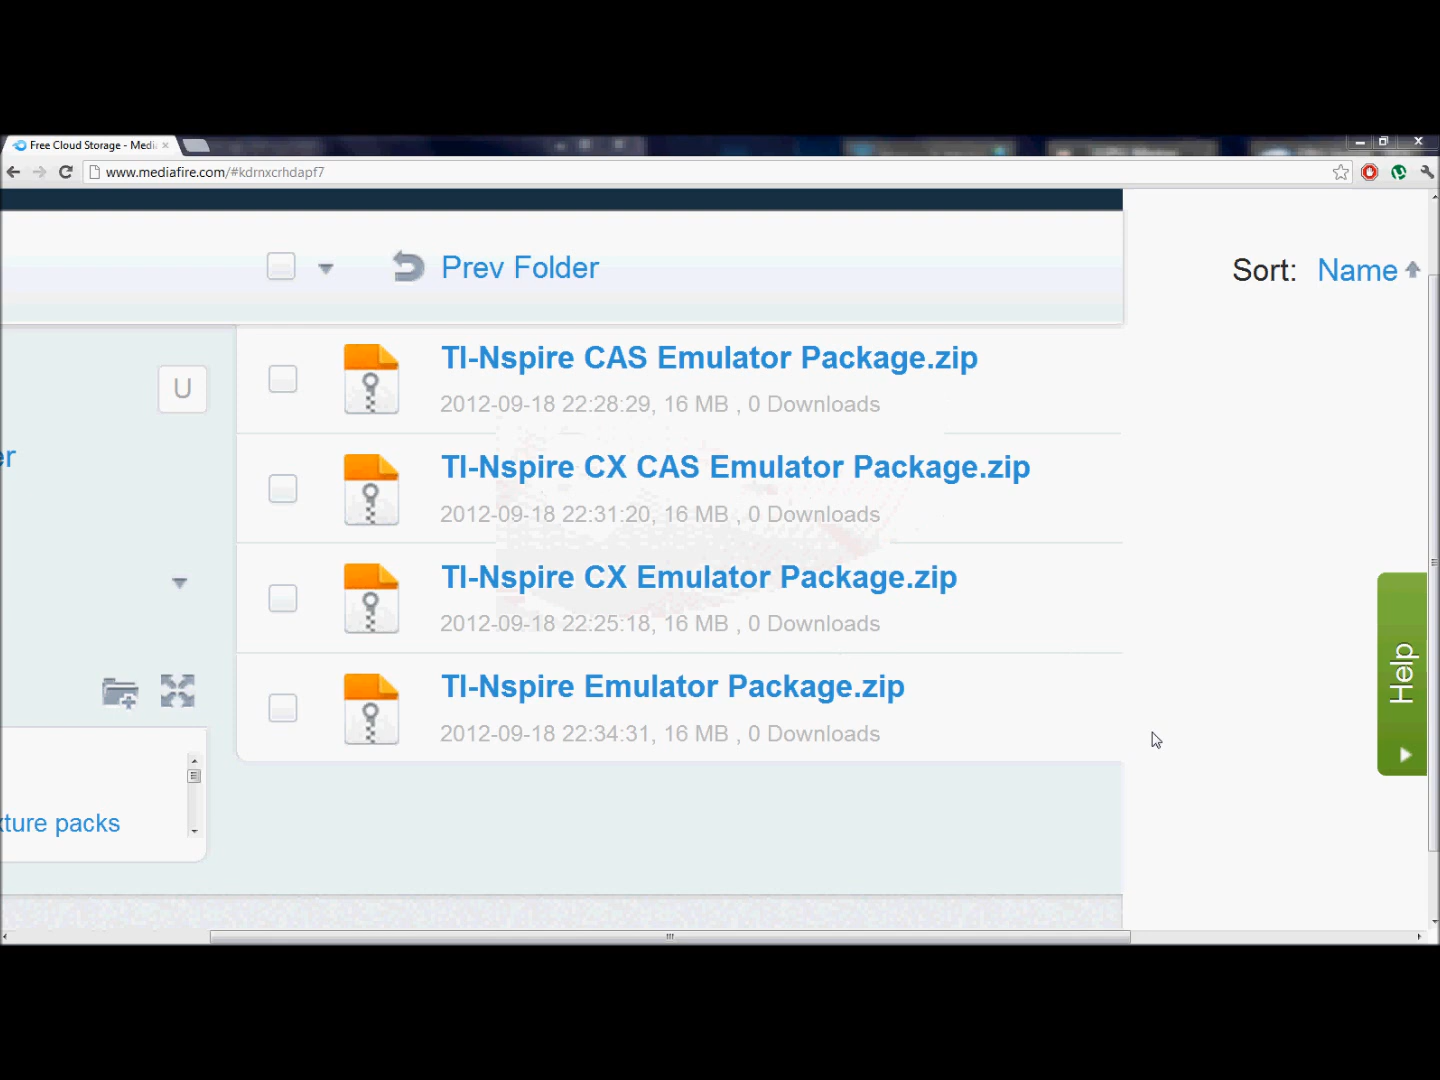 Free Cloud Storage - Medi
www.mediafire.com/#kdrnxcrhdapf7
Prev Folder
Sort: Name
TI-Nspire CAS Emulator Package.zip
2012-09-18 22:28:29, 16 MB , 0 Downloads
U
TI-Nspire CX CAS Emulator Package.zip
er
2012-09-18 22:31:20, 16 MB , 0 Downloads
TI-Nspire CX Emulator Package.zip
2012-09-18 22:25:18, 16 MB , 0 Downloads
Help
TI-Nspire Emulator Package.zip
2012-09-18 22:34:31, 16 MB , 0 Downloads
xture packs